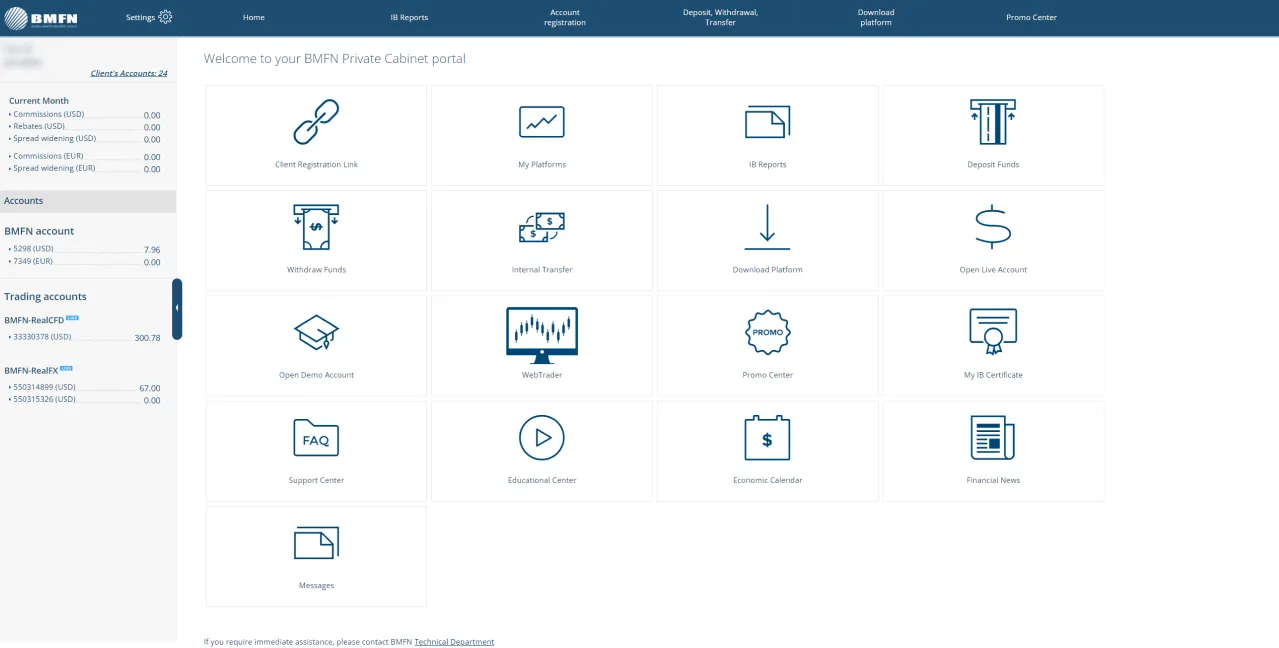 BMFN
Settings
Home
IB Reports
Account
registration
Deposit, Withdrawal,
Transfer
Download
platform
Promo Center
Client's Accounts: 24
Current Month
• Commissions (USD) 0.00
• Rebates (USD) 0.00
• Spread widening (USD) 0.00
• Commissions (EUR) 0.00
• Spread widening (EUR) 0.00
Accounts
BMFN account
• 5298 (USD) 7.96
• 7349 (EUR) 0.00
Trading accounts
BMFN-RealCFD LIVE
• 33330378 (USD) 300.78
BMFN-RealFX LIVE
• 550314899 (USD) 67.00
• 550315326 (USD) 0.00
Welcome to your BMFN Private Cabinet portal
Client Registration Link
My Platforms
IB Reports
Deposit Funds
$
$
$
Withdraw Funds
Internal Transfer
Download Platform
Open Live Account
PROMO
Open Demo Account
WebTrader
Promo Center
My IB Certificate
FAQ
$
Support Center
Educational Center
Economic Calendar
Financial News
Messages
If you require immediate assistance, please contact BMFN Technical Department